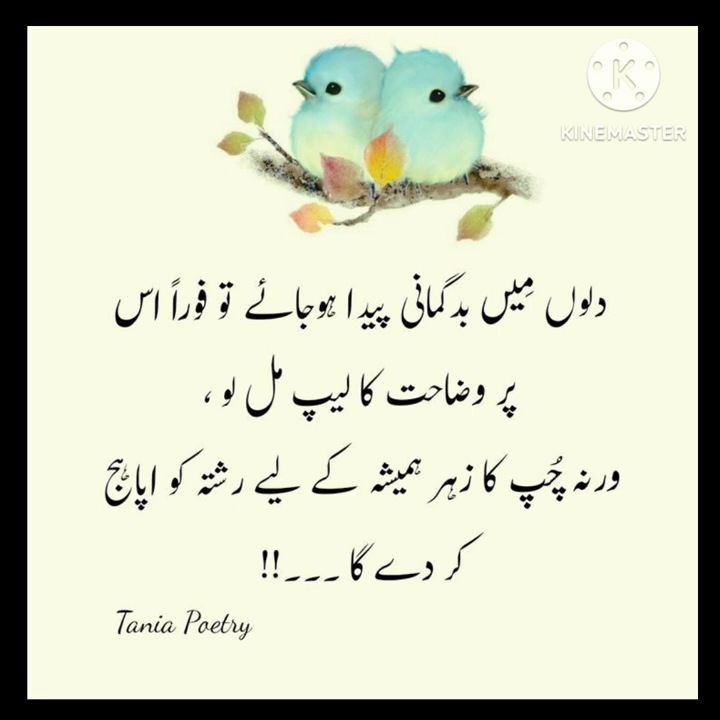 KINEMASTER
دلوں مِیں بدگمانی پیدا ہوجائے تو فوراً اس
پر وضاحت کا لیپ مل لو ،
ورنہ چُپ کا زہر ہمیشہ کے لیے رشتہ کو اپاہج
کر دے گا ۔۔۔!!
Tania Poetry